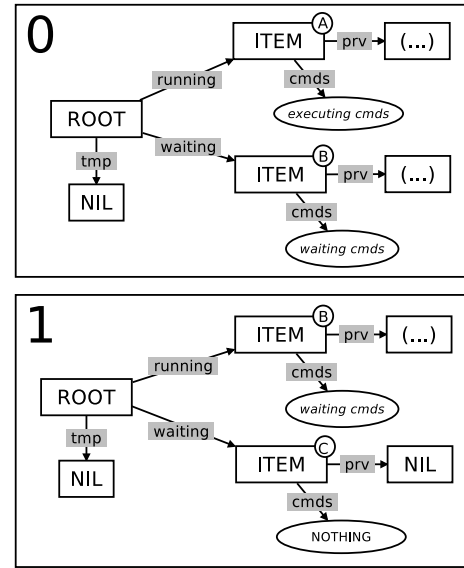 0
A
ITEM
prv
(...)
running
cmds
executing cmds
ROOT
waiting
B
tmp
ITEM
prv
(...)
NIL
cmds
waiting cmds
1
B
ITEM
prv
(...)
running
cmds
waiting cmds
ROOT
waiting
C
tmp
ITEM
prv
NIL
NIL
cmds
NOTHING